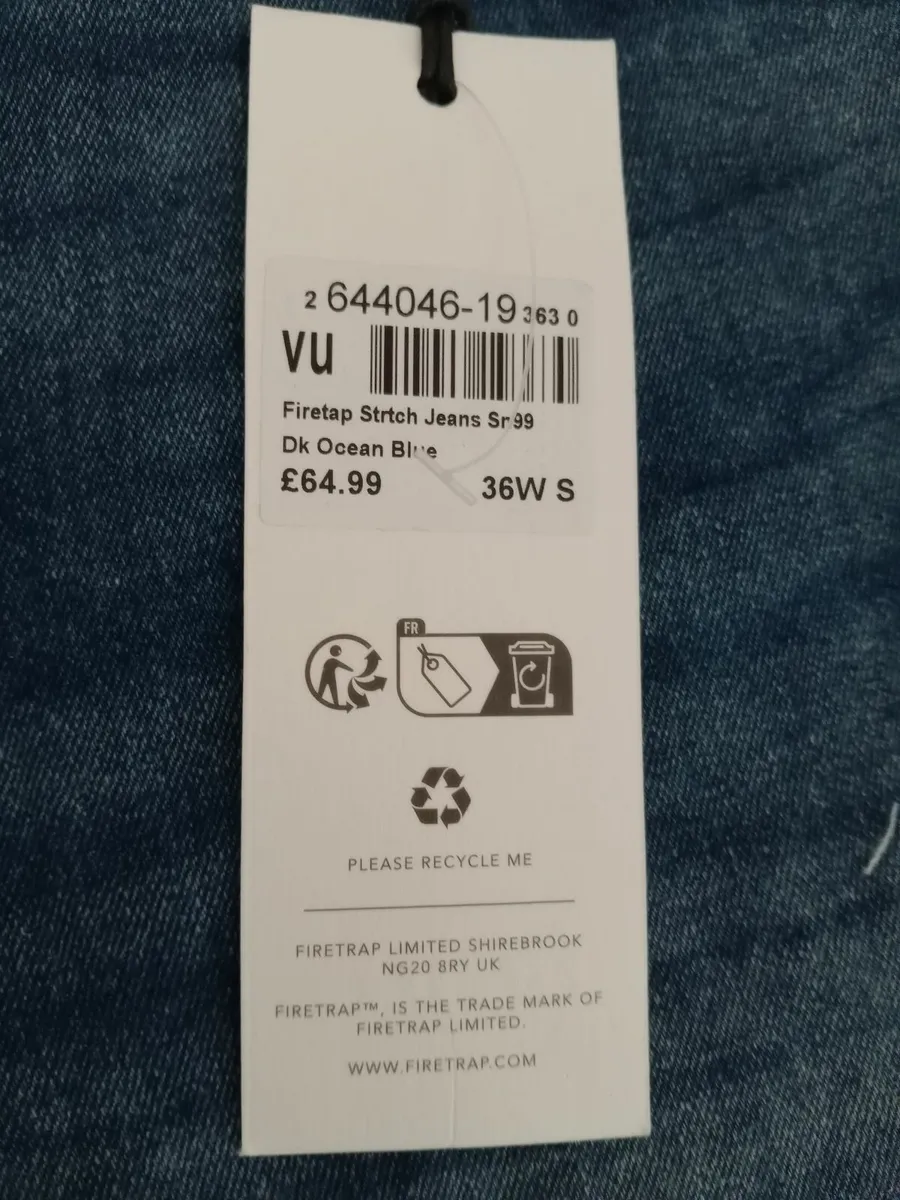 2 644046-19 363 0
vu
Firetap Strtch Jeans Sn99
Dk Ocean Blue
£64.99 36W S
FR
PLEASE RECYCLE ME
FIRETRAP LIMITED SHIREBROOK
NG20 8RY UK
FIRETRAP™, IS THE TRADE MARK OF
FIRETRAP LIMITED.
WWW.FIRETRAP.COM